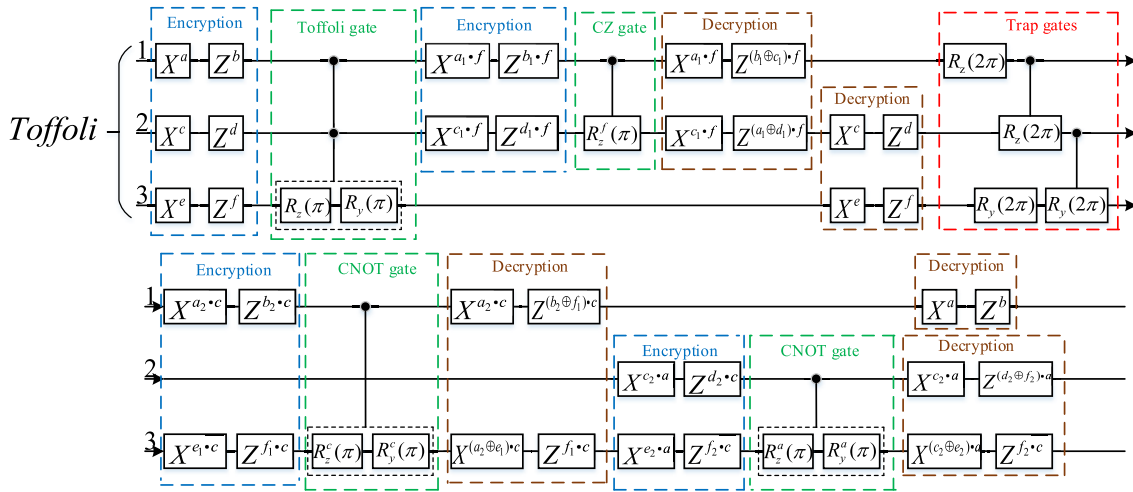 Encryption Toffoli gate Encryption CZ gate Decryption Trap gates
1 X^a Z^b X^{a_1•f} Z^{b_1•f} X^{a_1•f} Z^{(b_1⊕c_1)•f} R_z(2π)
Decryption
Toffoli 2 X^c Z^d X^{c_1•f} Z^{d_1•f} R_z^f(π) X^{c_1•f} Z^{(a_1⊕d_1)•f} X^c Z^d R_z(2π)
3 X^e Z^f R_z(π) R_y(π) X^e Z^f R_y(2π) R_y(2π)
Encryption CNOT gate Decryption Decryption
1 X^{a_2•c} Z^{b_2•c} X^{a_2•c} Z^{(b_2⊕f_1)•c} X^a Z^b
Encryption CNOT gate Decryption
2 X^{c_2•a} Z^{d_2•c} X^{c_2•a} Z^{(d_2⊕f_2)•a}
3 X^{e_1•c} Z^{f_1•c} R_z^c(π) R_y^c(π) X^{(a_2⊕e_1)•c} Z^{f_1•c} X^{e_2•a} Z^{f_2•c} R_z^a(π) R_y^a(π) X^{(c_2⊕e_2)•a} Z^{f_2•c}